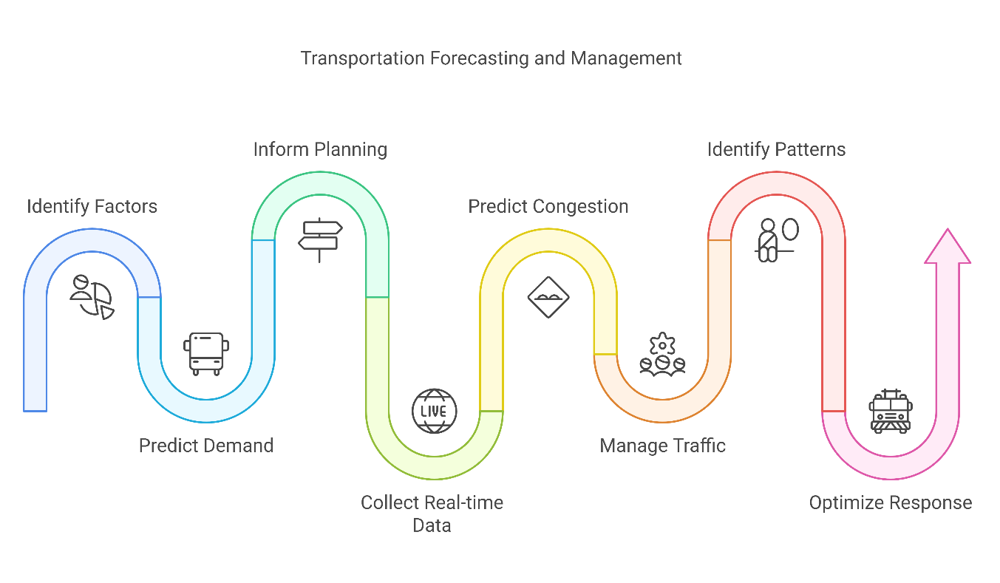 Transportation Forecasting and Management
Identify Factors
Predict Demand
Inform Planning
Collect Real-time
Data
LIVE
Predict Congestion
Manage Traffic
Identify Patterns
Optimize Response